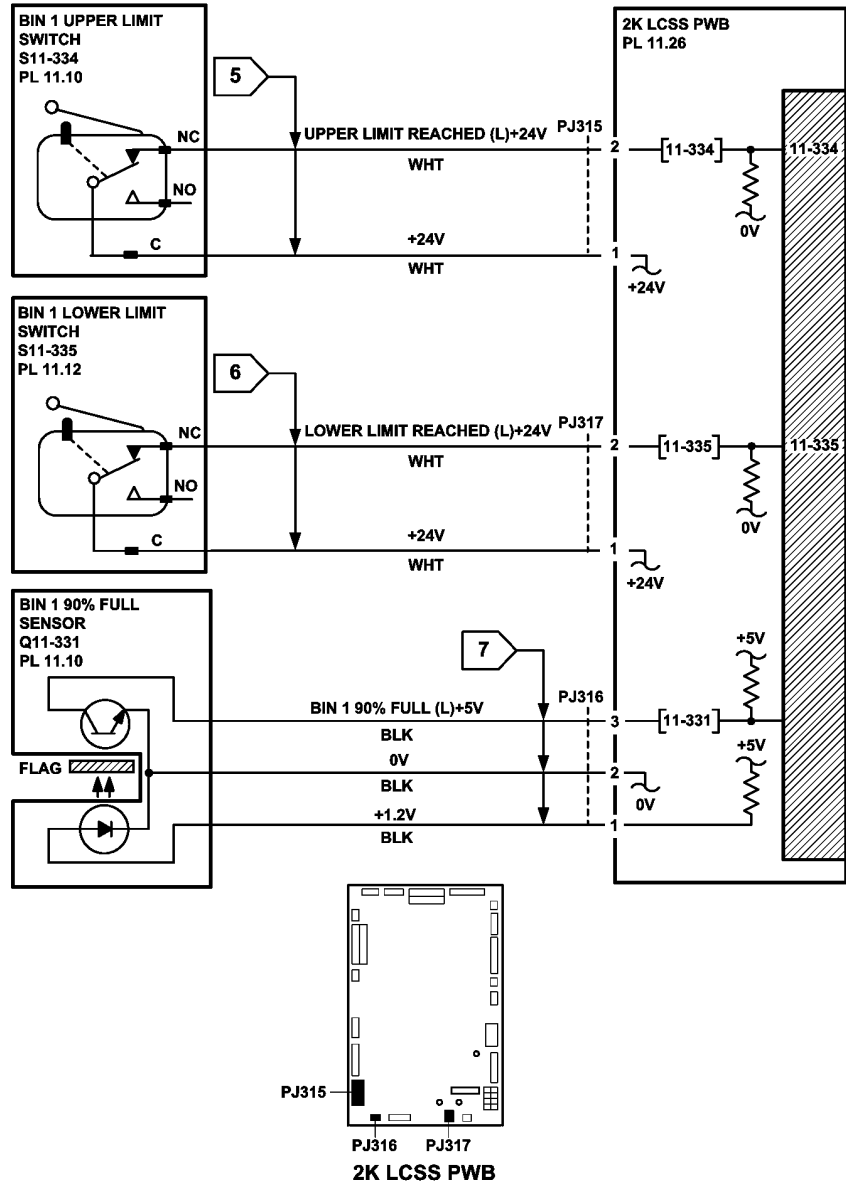 BIN 1 UPPER LIMIT
SWITCH
S11-334
PL 11.10
5
NC
NO
C
UPPER LIMIT REACHED (L)+24V
WHT
+24V
WHT
PJ315
2
1
2K LCSS PWB
PL 11.26
[11-334]
11-334
0V
+24V
BIN 1 LOWER LIMIT
SWITCH
S11-335
PL 11.12
6
NC
NO
C
LOWER LIMIT REACHED (L)+24V
WHT
+24V
WHT
PJ317
2
1
[11-335]
11-335
0V
+24V
BIN 1 90% FULL
SENSOR
Q11-331
PL 11.10
FLAG
7
BIN 1 90% FULL (L)+5V
BLK
0V
BLK
+1.2V
BLK
PJ316
3
2
1
[11-331]
+5V
+5V
0V
PJ315
PJ316
PJ317
2K LCSS PWB